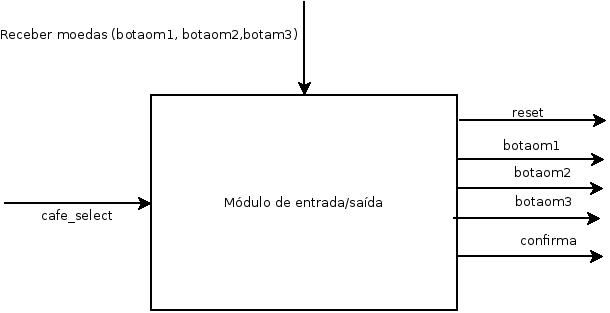 Receber moedas (botaom1, botaom2,botam3)
reset
botaom1
botaom2
botaom3
confirma
Módulo de entrada/saída
cafe_select